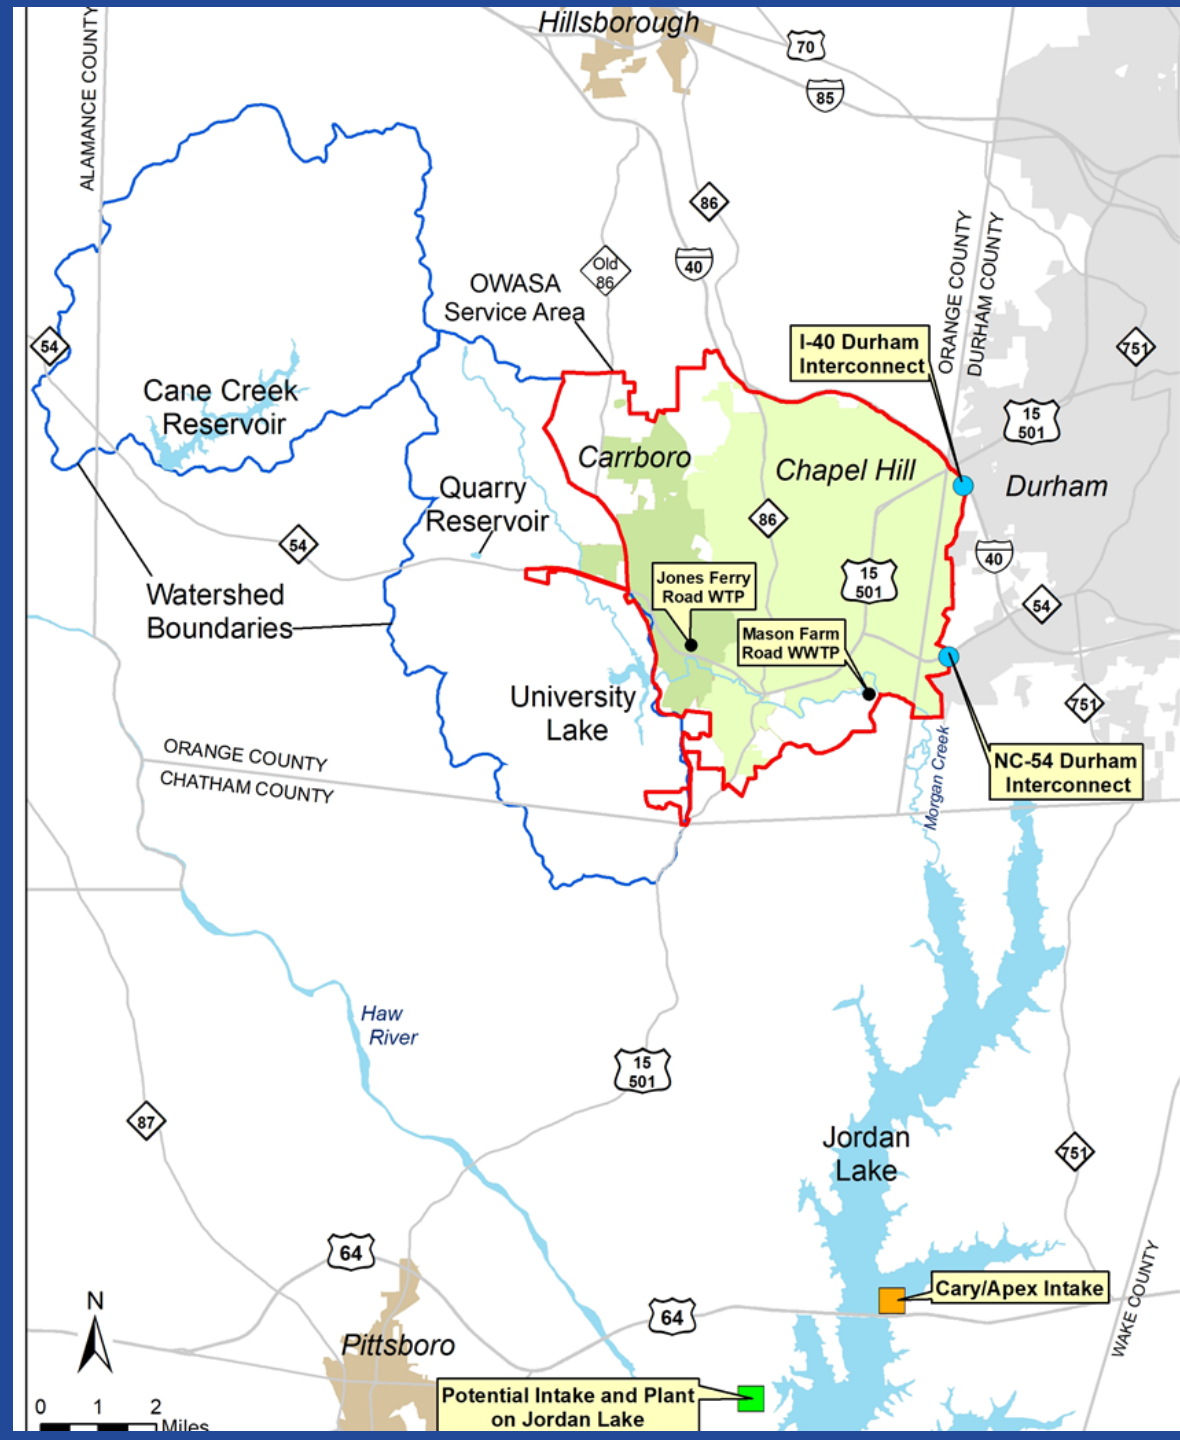 Hillsborough
70
85
ALAMANCE COUNTY
86
40
Old
86
ORANGE COUNTY
DURHAM COUNTY
OWASA
Service Area
I-40 Durham
Interconnect
54
751
Cane Creek
Reservoir
15
501
Carrboro
Chapel Hill
Durham
Quarry
Reservoir
86
54
40
15
501
Jones Ferry
Road WTP
54
Watershed
Boundaries
Mason Farm
Road WWTP
University
Lake
751
ORANGE COUNTY
CHATHAM COUNTY
Morgan Creek
NC-54 Durham
Interconnect
Haw
River
15
501
87
Jordan
Lake
751
64
Cary/Apex Intake
WAKE COUNTY
N
64
Pittsboro
Potential Intake and Plant
on Jordan Lake
0 1 2
Miles